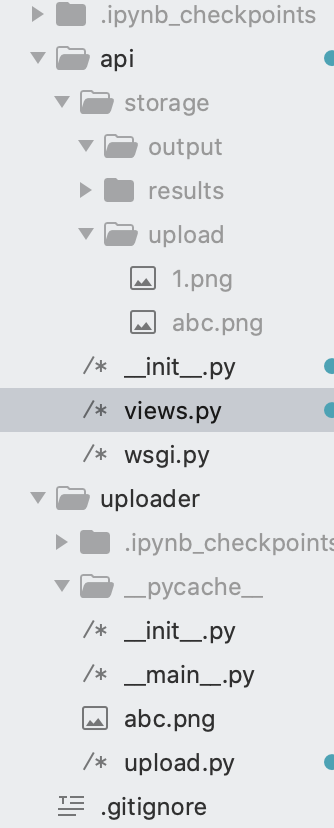 .ipynb_checkpoints
api
storage
output
results
upload
1.png
abc.png
/* __init__.py
/* views.py
/* wsgi.py
uploader
.ipynb_checkpoints
__pycache__
/* __init__.py
/* __main__.py
abc.png
/* upload.py
.gitignore